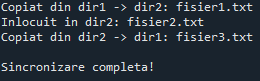 Copiat din dir1 -> dir2: fisier1.txt
Inlocuit in dir2: fisier2.txt
Copiat din dir2 -> dir1: fisier3.txt
Sincronizare completa!